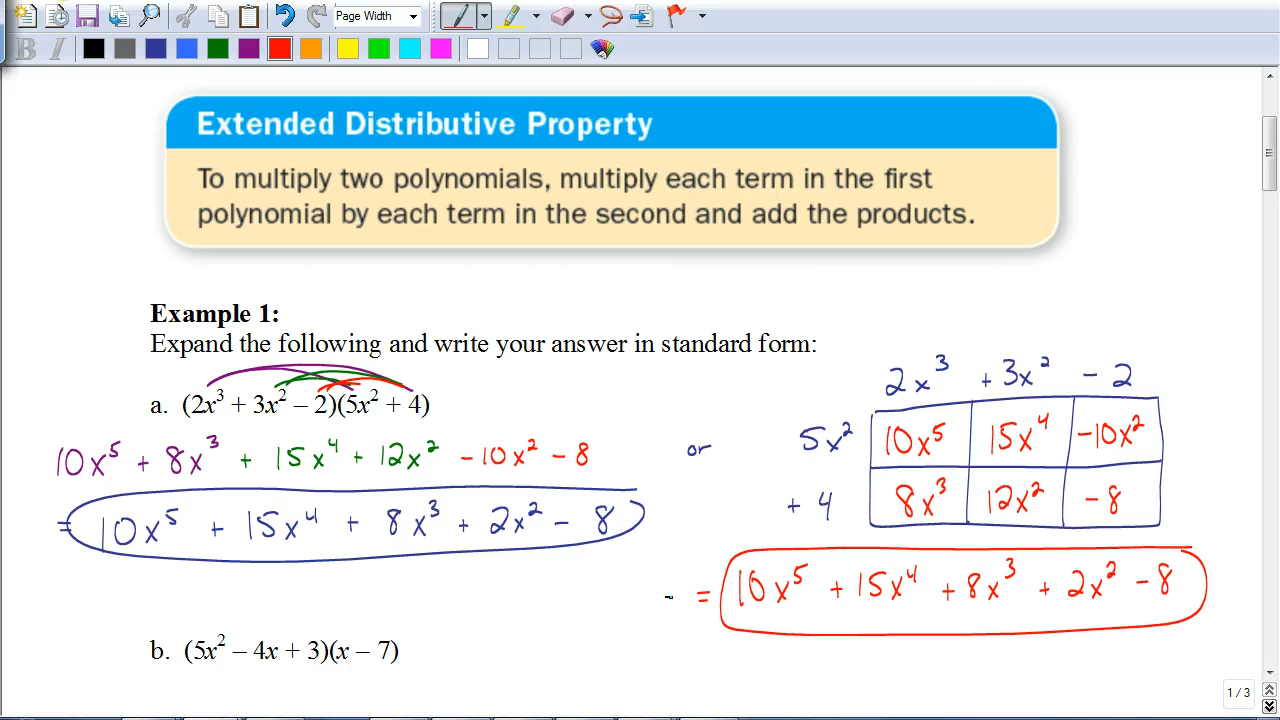 Page Width
B I
Extended Distributive Property
To multiply two polynomials, multiply each term in the first
polynomial by each term in the second and add the products.
Example 1:
Expand the following and write your answer in standard form:
a. (2x³ + 3x² – 2)(5x² + 4)
10x⁵ + 8x³ + 15x⁴ + 12x² - 10x² - 8
= 10x⁵ + 15x⁴ + 8x³ + 2x² - 8
or
2x³ + 3x² - 2
5x² 10x⁵ 15x⁴ -10x²
+ 4 8x³ 12x² -8
= 10x⁵ + 15x⁴ + 8x³ + 2x² - 8
b. (5x² – 4x + 3)(x – 7)
1/3